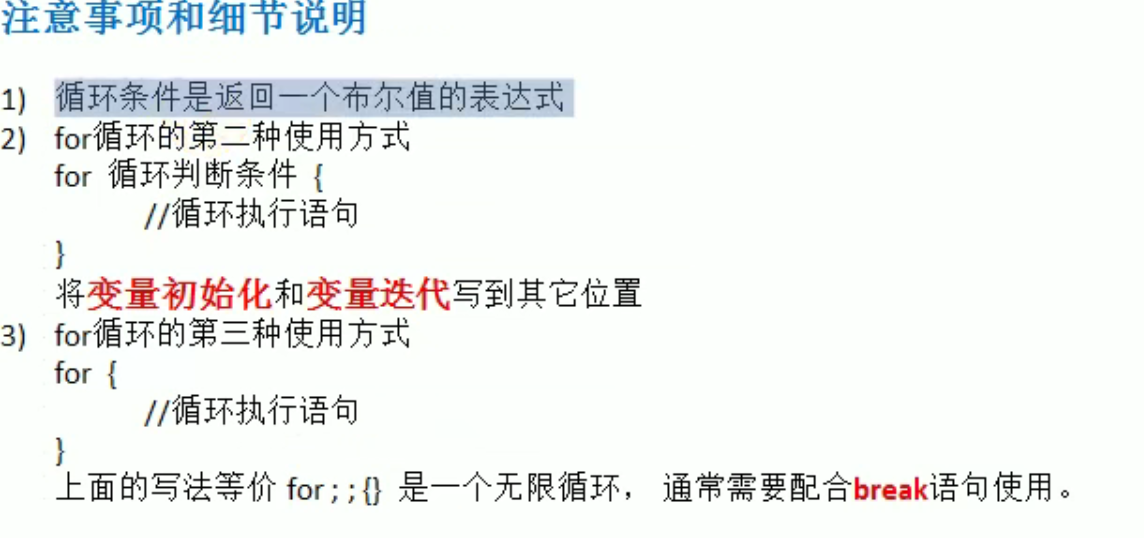 注意事项和细节说明
1) 循环条件是返回一个布尔值的表达式
2) for循环的第二种使用方式
for 循环判断条件 {
//循环执行语句
}
将变量初始化和变量迭代写到其它位置
3) for循环的第三种使用方式
for {
//循环执行语句
}
上面的写法等价 for ; ; {} 是一个无限循环， 通常需要配合break语句使用。